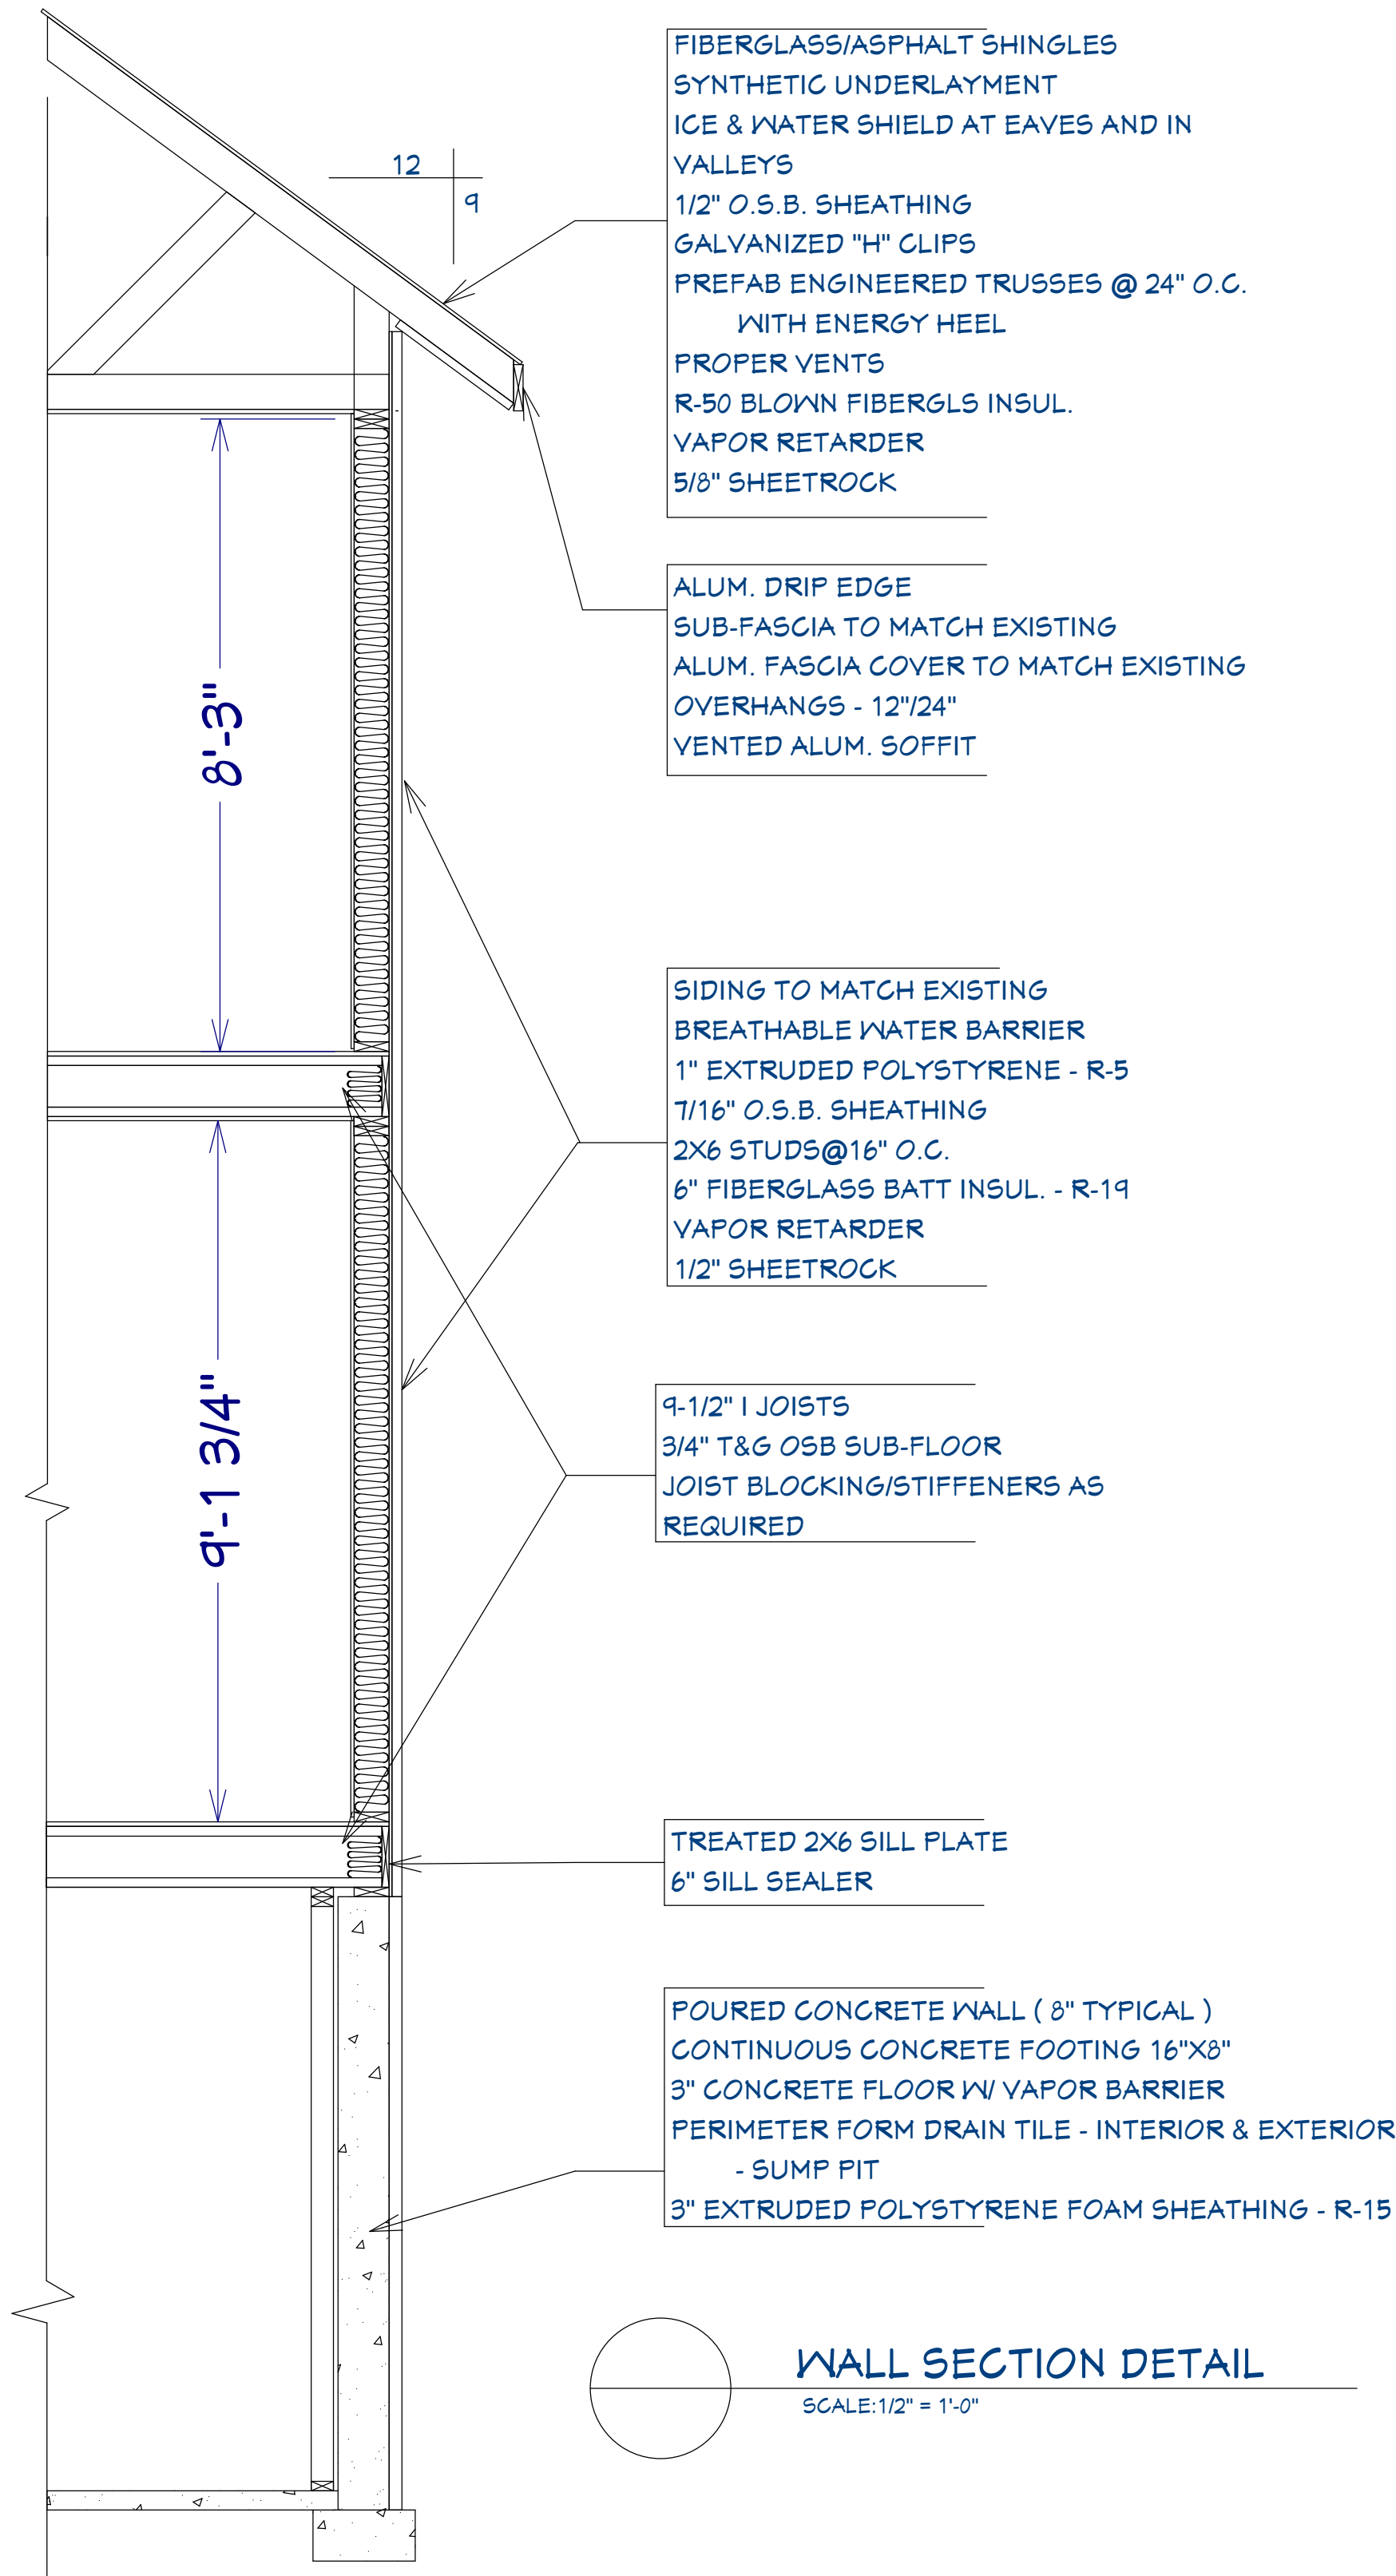 FIBERGLASS/ASPHALT SHINGLES
SYNTHETIC UNDERLAYMENT
ICE & WATER SHIELD AT EAVES AND IN
VALLEYS
1/2" O.S.B. SHEATHING
GALVANIZED "H" CLIPS
PREFAB ENGINEERED TRUSSES @ 24" O.C.
WITH ENERGY HEEL
PROPER VENTS
R-50 BLOWN FIBERGLS INSUL.
VAPOR RETARDER
5/8" SHEETROCK
12
9
ALUM. DRIP EDGE
SUB-FASCIA TO MATCH EXISTING
ALUM. FASCIA COVER TO MATCH EXISTING
OVERHANGS - 12"/24"
VENTED ALUM. SOFFIT
8'-3"
SIDING TO MATCH EXISTING
BREATHABLE WATER BARRIER
1" EXTRUDED POLYSTYRENE - R-5
7/16" O.S.B. SHEATHING
2X6 STUDS@16" O.C.
6" FIBERGLASS BATT INSUL. - R-19
VAPOR RETARDER
1/2" SHEETROCK
9'-1 3/4"
9-1/2" I JOISTS
3/4" T&G OSB SUB-FLOOR
JOIST BLOCKING/STIFFENERS AS
REQUIRED
TREATED 2X6 SILL PLATE
6" SILL SEALER
POURED CONCRETE WALL ( 8" TYPICAL )
CONTINUOUS CONCRETE FOOTING 16"X8"
3" CONCRETE FLOOR W/ VAPOR BARRIER
PERIMETER FORM DRAIN TILE - INTERIOR & EXTERIOR
- SUMP PIT
3" EXTRUDED POLYSTYRENE FOAM SHEATHING - R-15
WALL SECTION DETAIL
SCALE:1/2" = 1'-0"